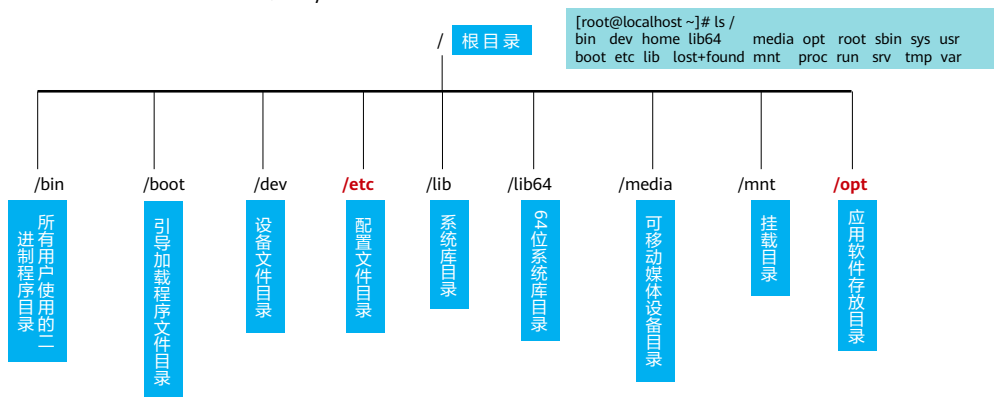 / 根目录
[root@localhost ~]# ls /
bin dev home lib64 media opt root sbin sys usr
boot etc lib lost+found mnt proc run srv tmp var
/bin
/boot
/dev
/etc
/lib
/lib64
/media
/mnt
/opt
所有用户使用的二
进制程序目录
引导加载程序文件目录
设备文件目录
配置文件目录
系统库目录
64位系统库目录
可移动媒体设备目录
挂载目录
应用软件存放目录